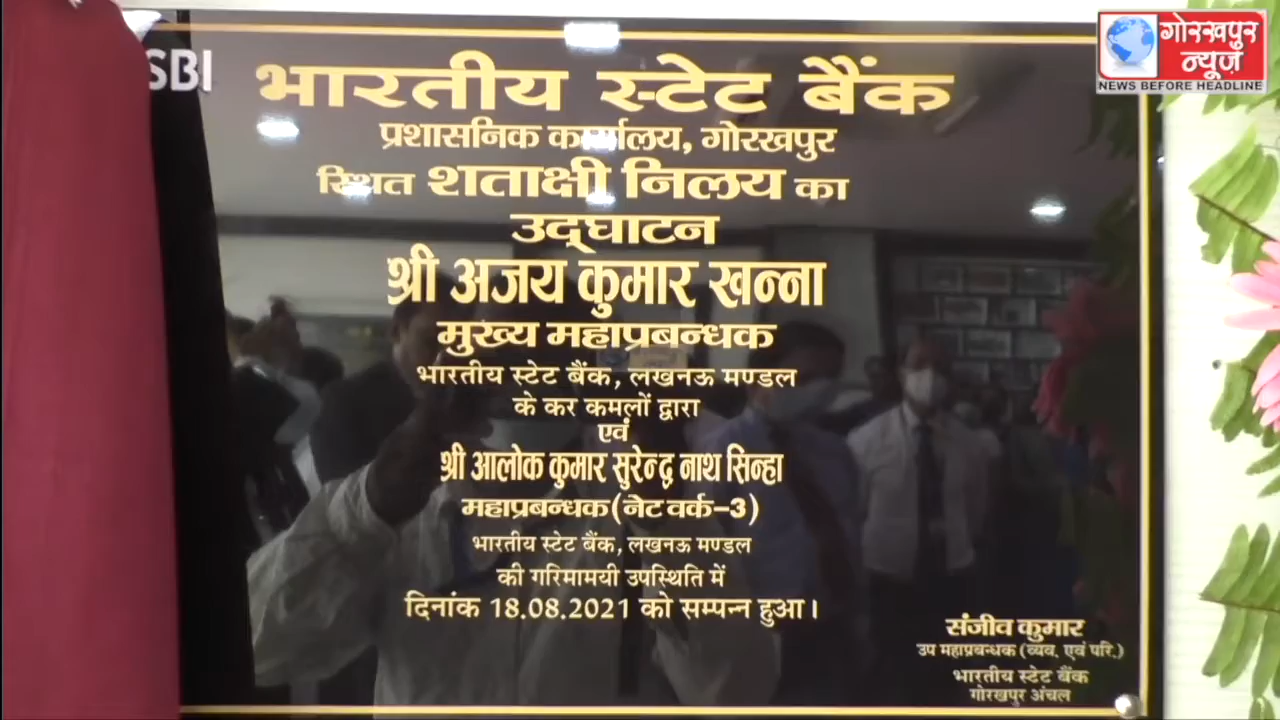 SBI
भारतीय स्टेट बैंक
प्रशासनिक कार्यालय, गोरखपुर
स्थित शताक्षी निलय का
उद्घाटन
श्री अजय कुमार खन्ना
मुख्य महाप्रबन्धक
भारतीय स्टेट बैंक, लखनऊ मण्डल
के कर कमलों द्वारा
एवं
श्री आलोक कुमार सुरेन्द्र नाथ सिन्हा
महाप्रबन्धक (नेट वर्क-3)
भारतीय स्टेट बैंक, लखनऊ मण्डल
की गरिमामयी उपस्थिति में
दिनांक 18.08.2021 को सम्पन्न हुआ।
संजीव कुमार
उप महाप्रबन्धक (व्यव. एवं परि.)
भारतीय स्टेट बैंक
गोरखपुर अंचल
गोरखपुर
न्यूज़
NEWS BEFORE HEADLINE